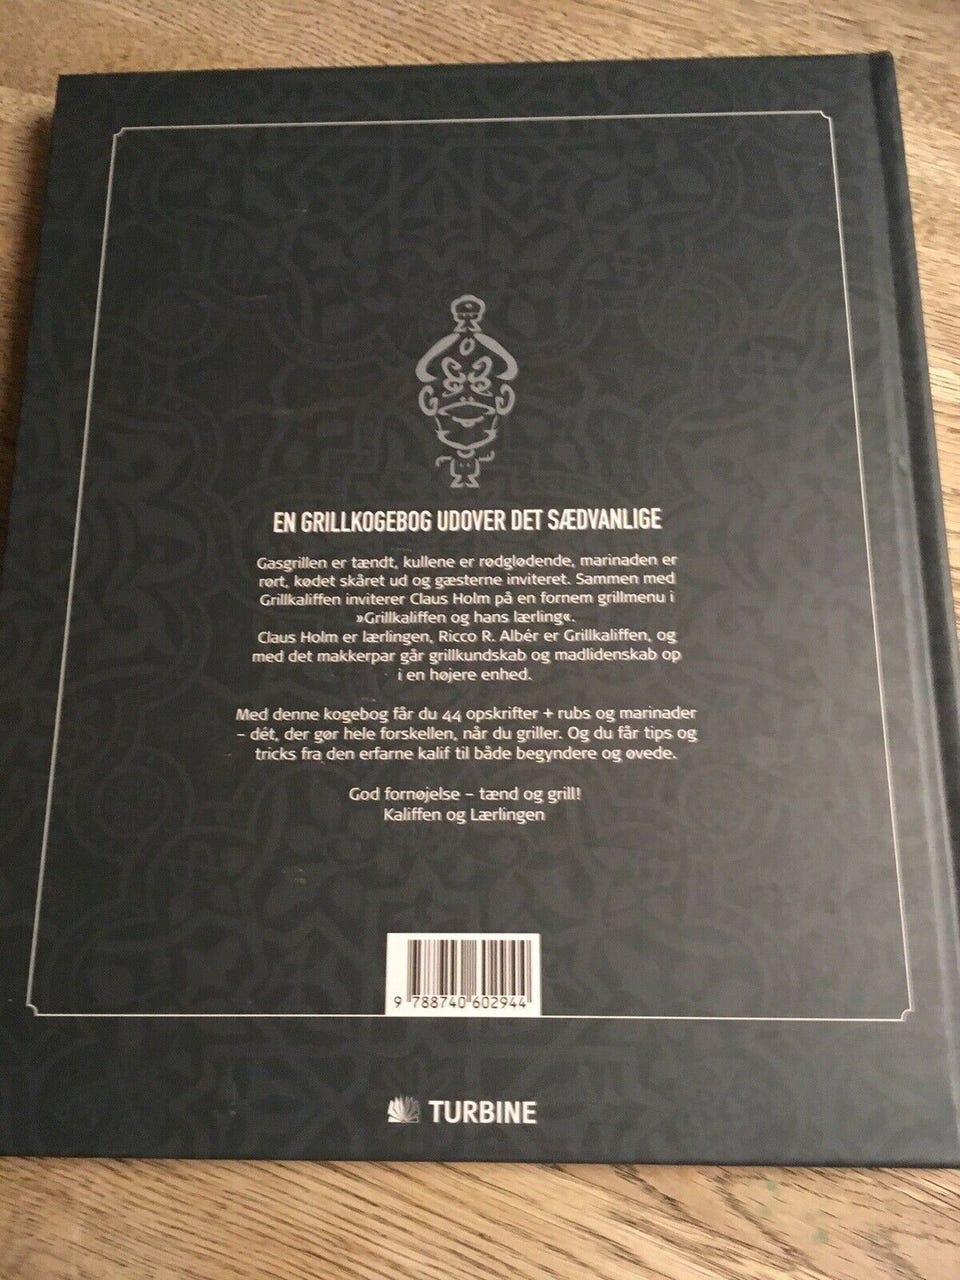 EN GRILLKOGEBOG UDOVER DET SÆDVANLIGE
Gasgrillen er tændt, kullene er rødglødende, marinaden er
rørt, kødet skåret ud og gæsterne inviteret. Sammen med
Grillkaliffen inviterer Claus Holm på en fornem grillmenu i
»Grillkaliffen og hans lærling«.
Claus Holm er lærlingen, Ricco R. Albér er Grillkaliffen, og
med det makkerpar går grillkundskab og madlidenskab op
i en højere enhed.
Med denne kogebog får du 44 opskrifter + rubs og marinader
– dét, der gør hele forskellen, når du griller. Og du får tips og
tricks fra den erfarne kalif til både begyndere og øvede.
God fornøjelse – tænd og grill!
Kaliffen og Lærlingen
9 788740 602944
TURBINE